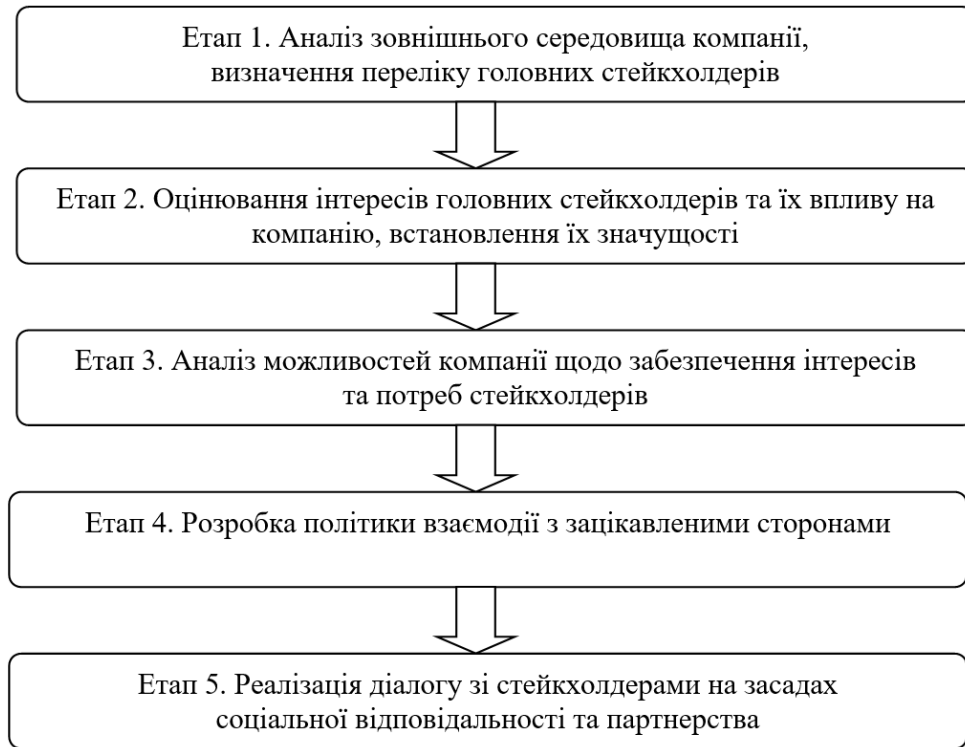 Етап 1. Аналіз зовнішнього середовища компанії,
визначення переліку головних стейкхолдерів
Етап 2. Оцінювання інтересів головних стейкхолдерів та їх впливу на
компанію, встановлення їх значущості
Етап 3. Аналіз можливостей компанії щодо забезпечення інтересів
та потреб стейкхолдерів
Етап 4. Розробка політики взаємодії з зацікавленими сторонами
Етап 5. Реалізація діалогу зі стейкхолдерами на засадах
соціальної відповідальності та партнерства